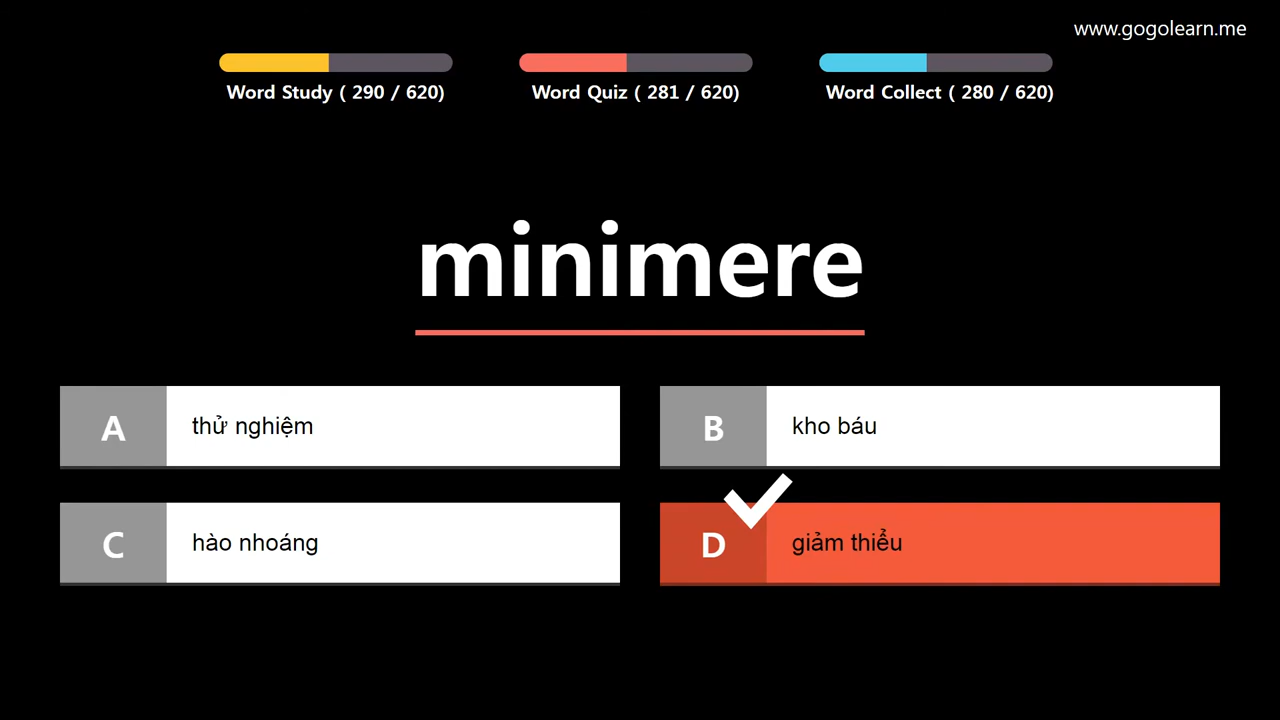 www.gogolearn.me
Word Study ( 290 / 620)
Word Quiz ( 281 / 620)
Word Collect ( 280 / 620)
minimere
A
thử nghiệm
B
kho báu
C
hào nhoáng
D
giảm thiểu